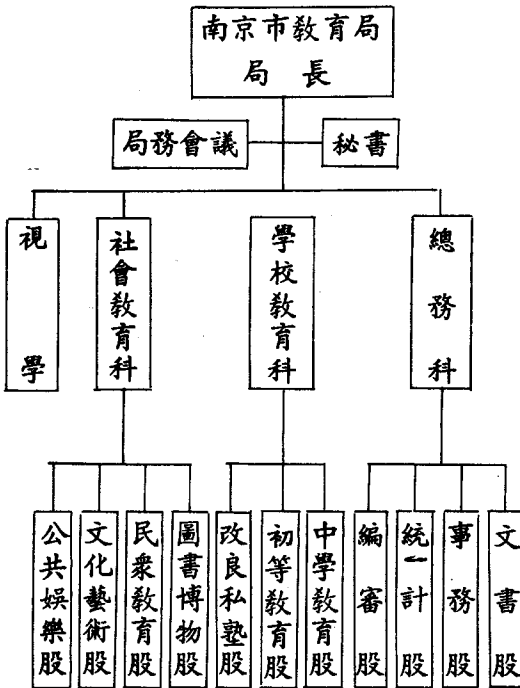 南京市教育局
局長
局務會議
秘書
總務科
學校教育科
社會教育科
視學
文書股
事務股
統一計股
編審股
中學教育股
初等教育股
改良私塾股
圖書博物股
民衆教育股
文化藝術股
公共娛樂股